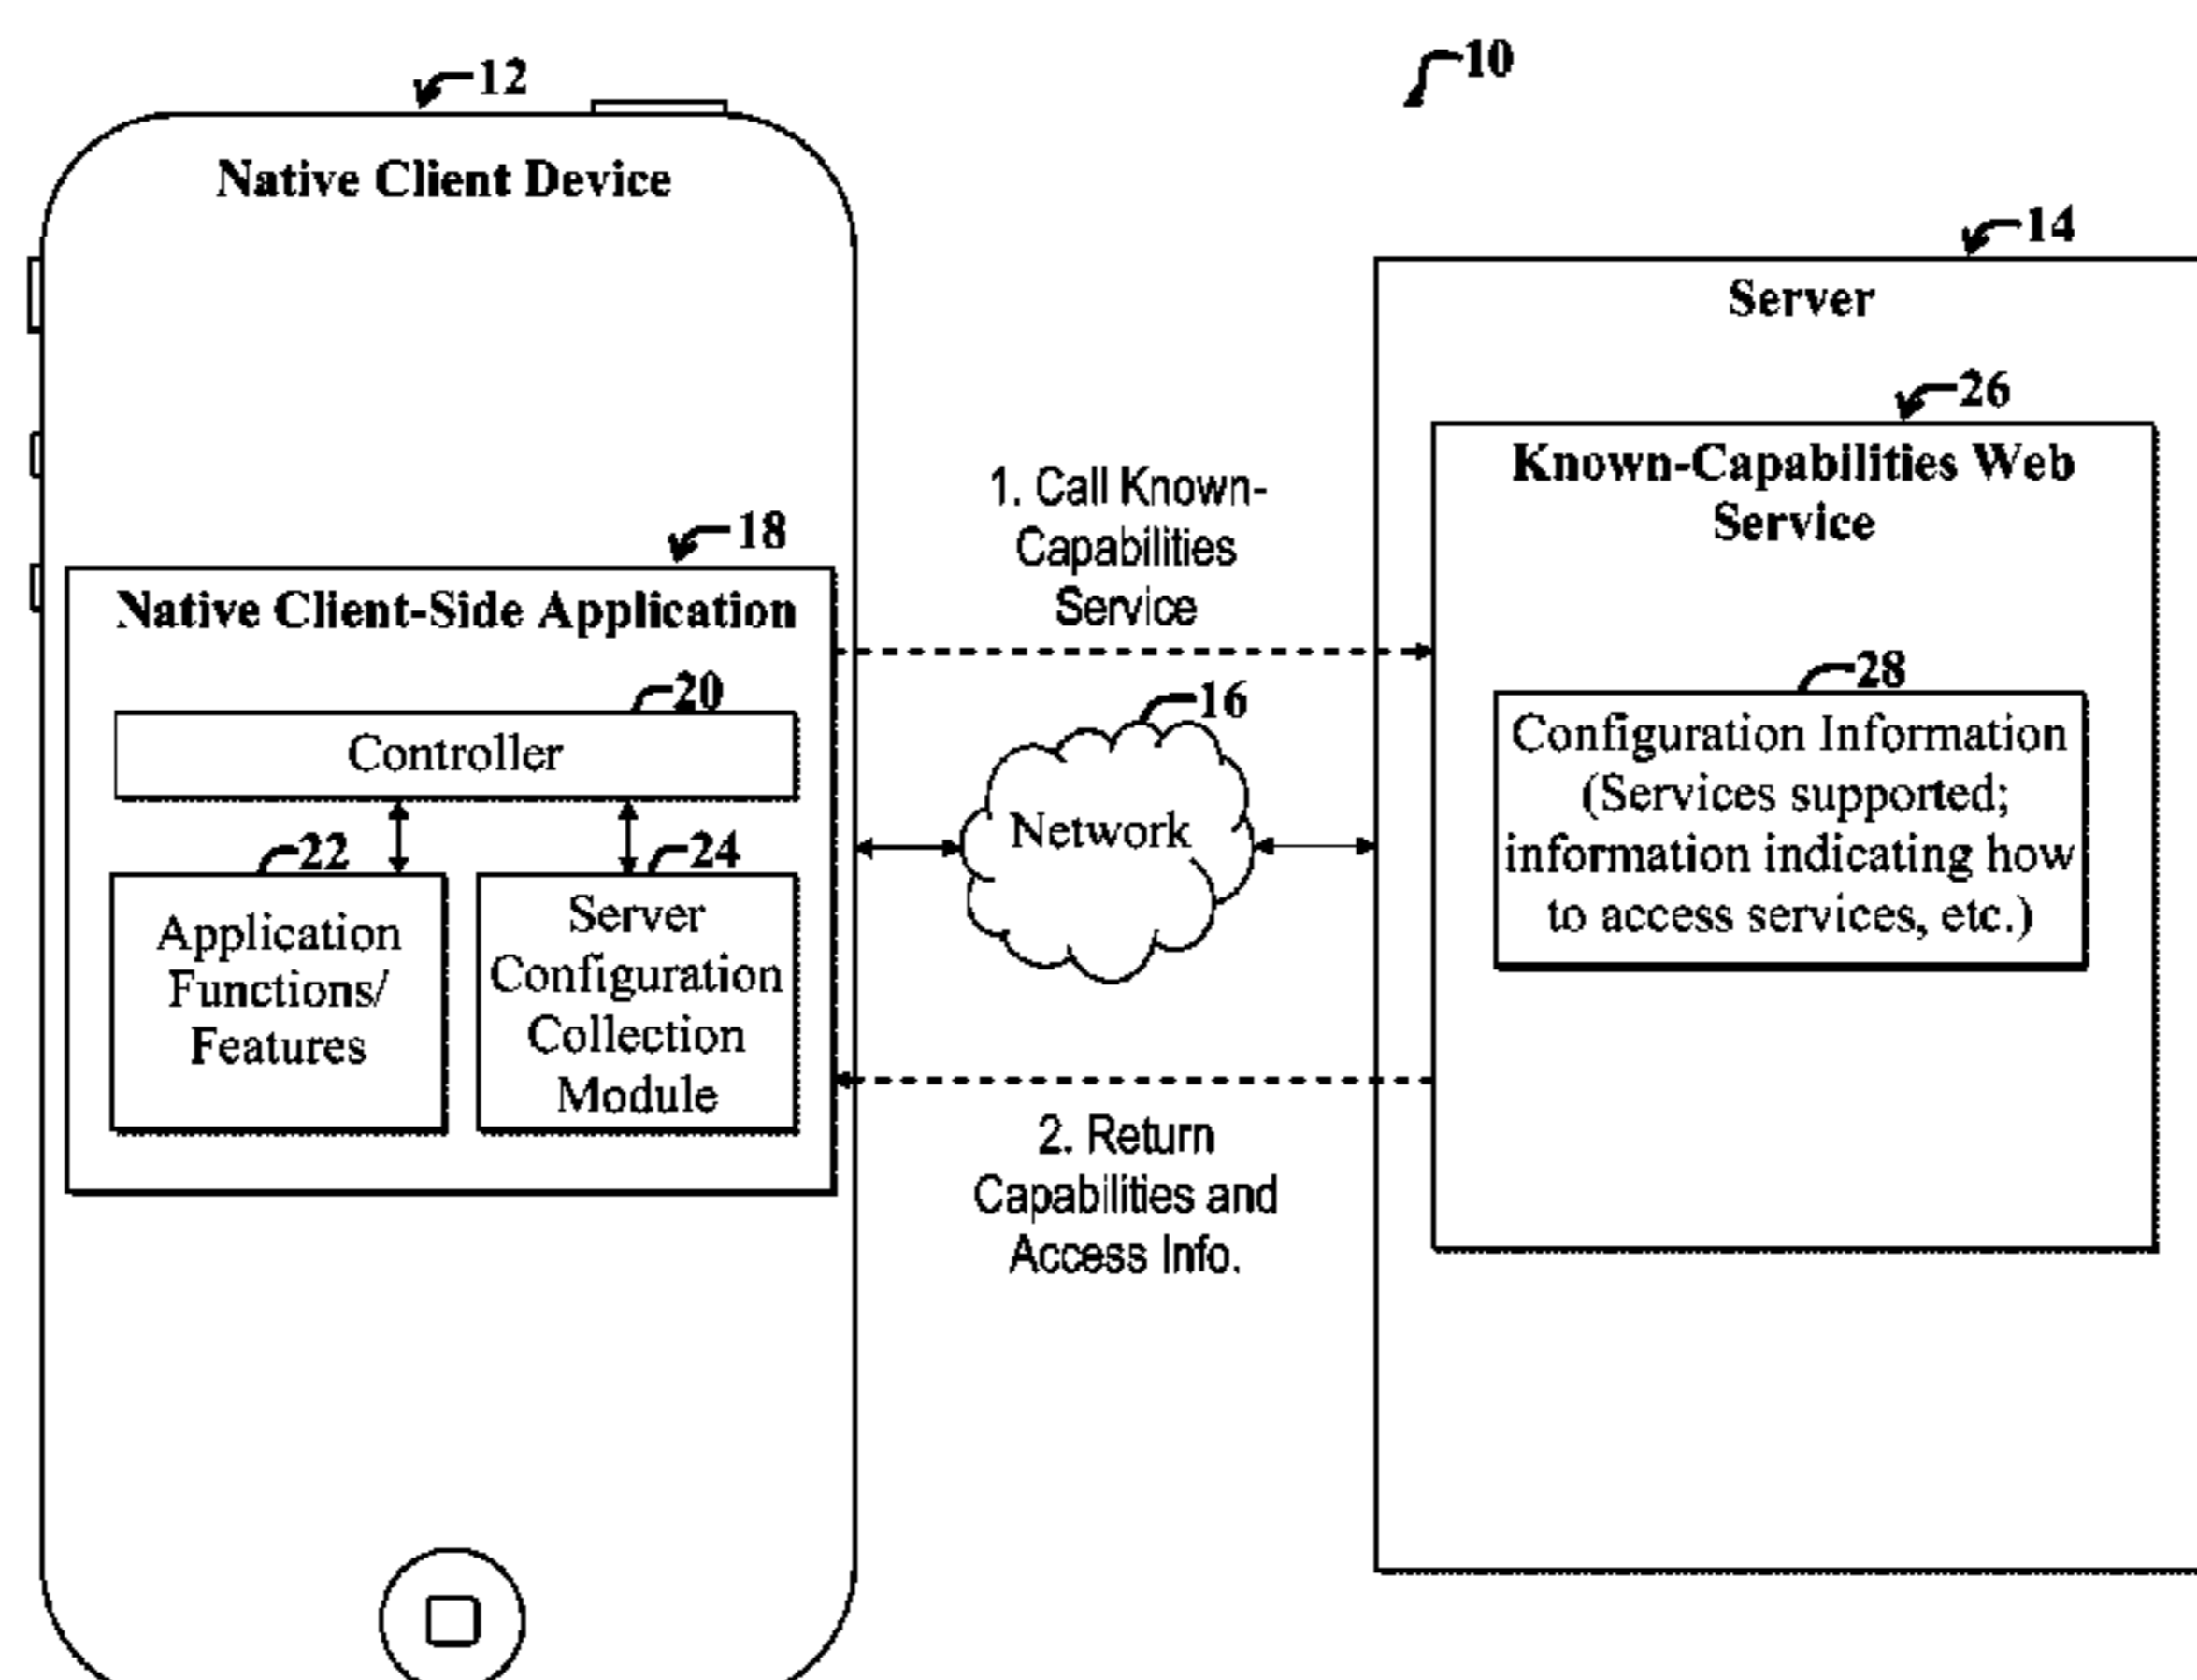 10
12
Native Client Device
14
Server
26
Known-Capabilities Web
Service
1. Call Known-
Capabilities
Service
18
Native Client-Side Application
20
Controller
22
Application
Functions/
Features
24
Server
Configuration
Collection
Module
16
Network
28
Configuration Information
(Services supported;
information indicating how
to access services, etc.)
2. Return
Capabilities and
Access Info.